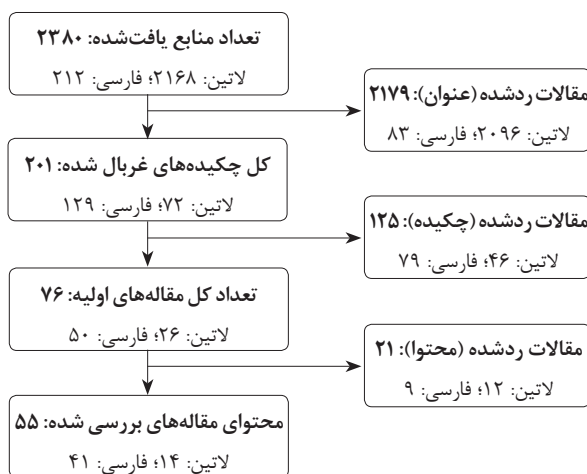 تعداد منابع یافت‌شده: ۲۳۸۰
لاتین: ۲۱۶۸؛ فارسی: ۲۱۲
مقالات ردشده (عنوان): ۲۱۷۹
لاتین: ۲۰۹۶؛ فارسی: ۸۳
کل چکیده‌های غربال شده: ۲۰۱
لاتین: ۷۲؛ فارسی: ۱۲۹
مقالات ردشده (چکیده): ۱۲۵
لاتین: ۴۶؛ فارسی: ۷۹
تعداد کل مقاله‌های اولیه: ۷۶
لاتین: ۲۶؛ فارسی: ۵۰
مقالات ردشده (محتوا): ۲۱
لاتین: ۱۲؛ فارسی: ۹
محتوای مقاله‌های بررسی شده: ۵۵
لاتین: ۱۴؛ فارسی: ۴۱